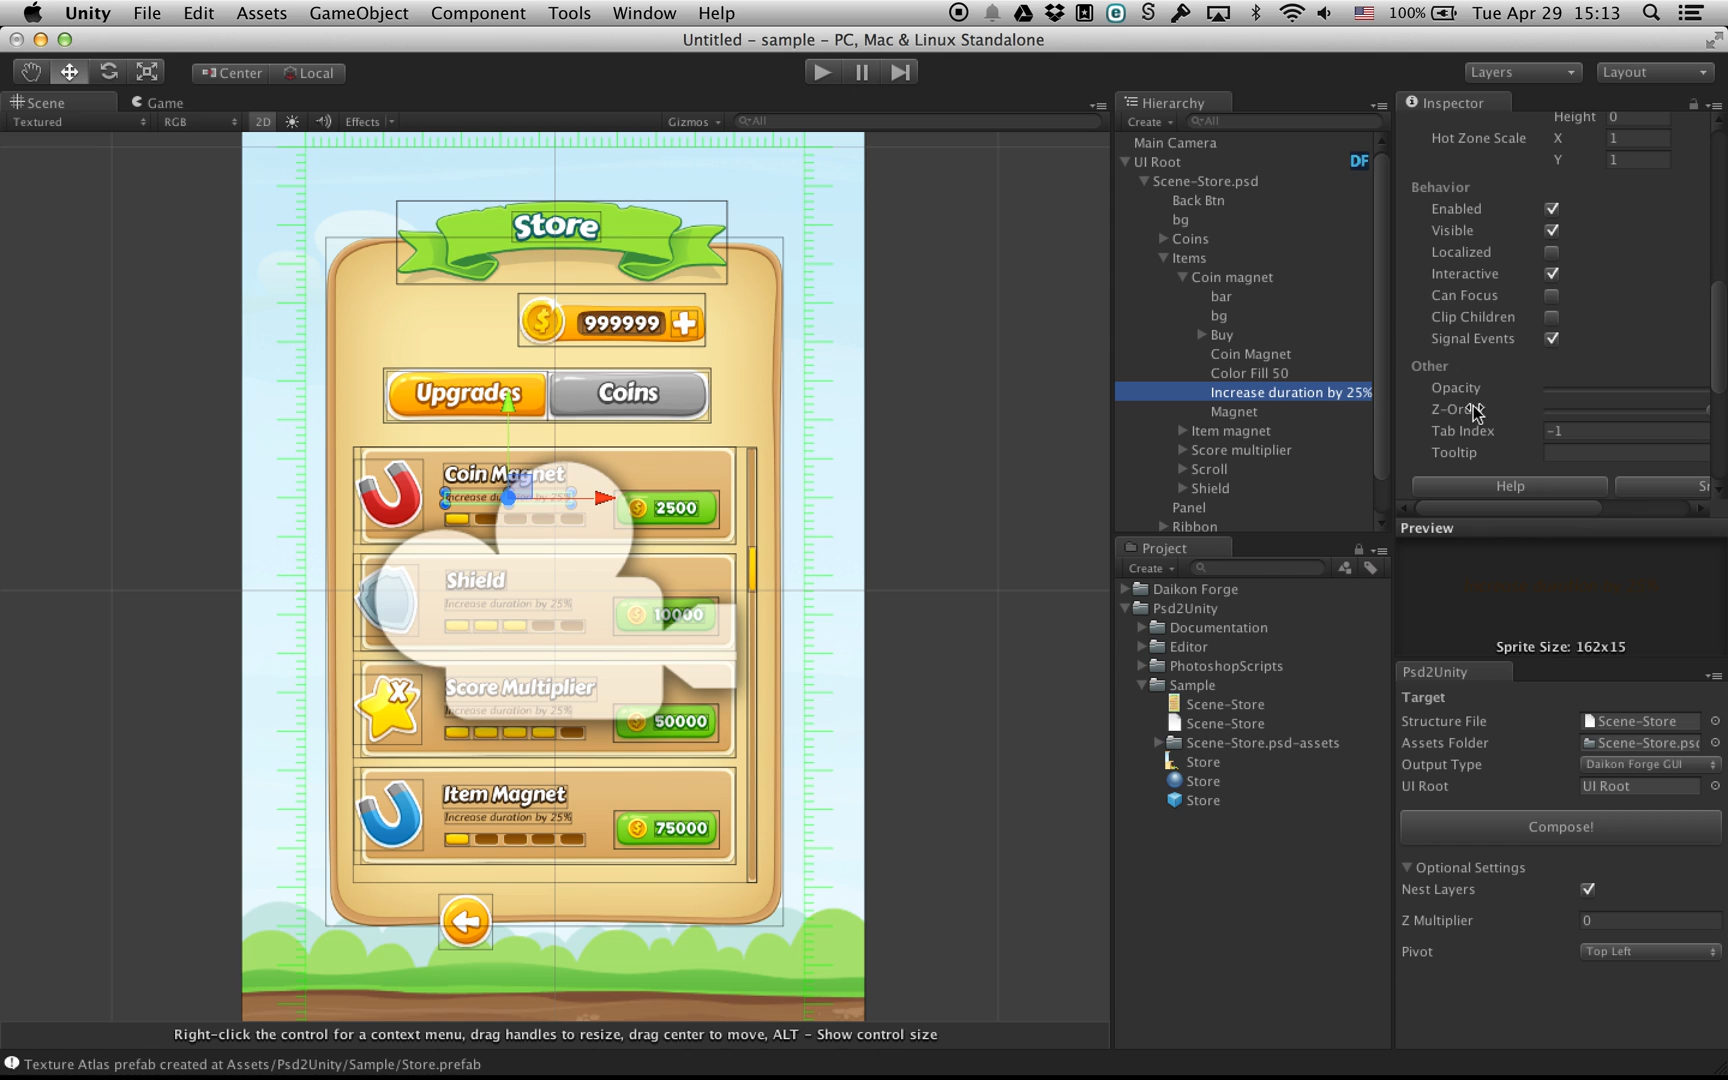 Unity File Edit Assets GameObject Component Tools Window Help 100% Tue Apr 29 15:13
Untitled - sample - PC, Mac & Linux Standalone
Center Local Layers Layout
Scene Game
Textured RGB 2D Effects Gizmos All
Store
999999
Upgrades Coins
Coin Magnet
Increase duration by 25%
2500
Shield
Increase duration by 25%
10000
Score Multiplier
Increase duration by 25%
50000
Item Magnet
Increase duration by 25%
75000
Right-click the control for a context menu, drag handles to resize, drag center to move, ALT - Show control size
Texture Atlas prefab created at Assets/Psd2Unity/Sample/Store.prefab
Hierarchy
Create All
Main Camera
UI Root DF
Scene-Store.psd
Back Btn
bg
Coins
Items
Coin magnet
bar
bg
Buy
Coin Magnet
Color Fill 50
Increase duration by 25%
Magnet
Item magnet
Score multiplier
Scroll
Shield
Panel
Ribbon
Project
Create
Daikon Forge
Psd2Unity
Documentation
Editor
PhotoshopScripts
Sample
Scene-Store
Scene-Store
Scene-Store.psd-assets
Store
Store
Store
Inspector
Height 0
Hot Zone Scale X 1
Y 1
Behavior
Enabled
Visible
Localized
Interactive
Can Focus
Clip Children
Signal Events
Other
Opacity
Tab Index -1
Tooltip
Help
Preview
Sprite Size: 162x15
Psd2Unity
Target
Structure File Scene-Store
Assets Folder Scene-Store.psd
Output Type Daikon Forge GUI
UI Root UI Root
Compose!
Optional Settings
Nest Layers
Z Multiplier 0
Pivot Top Left